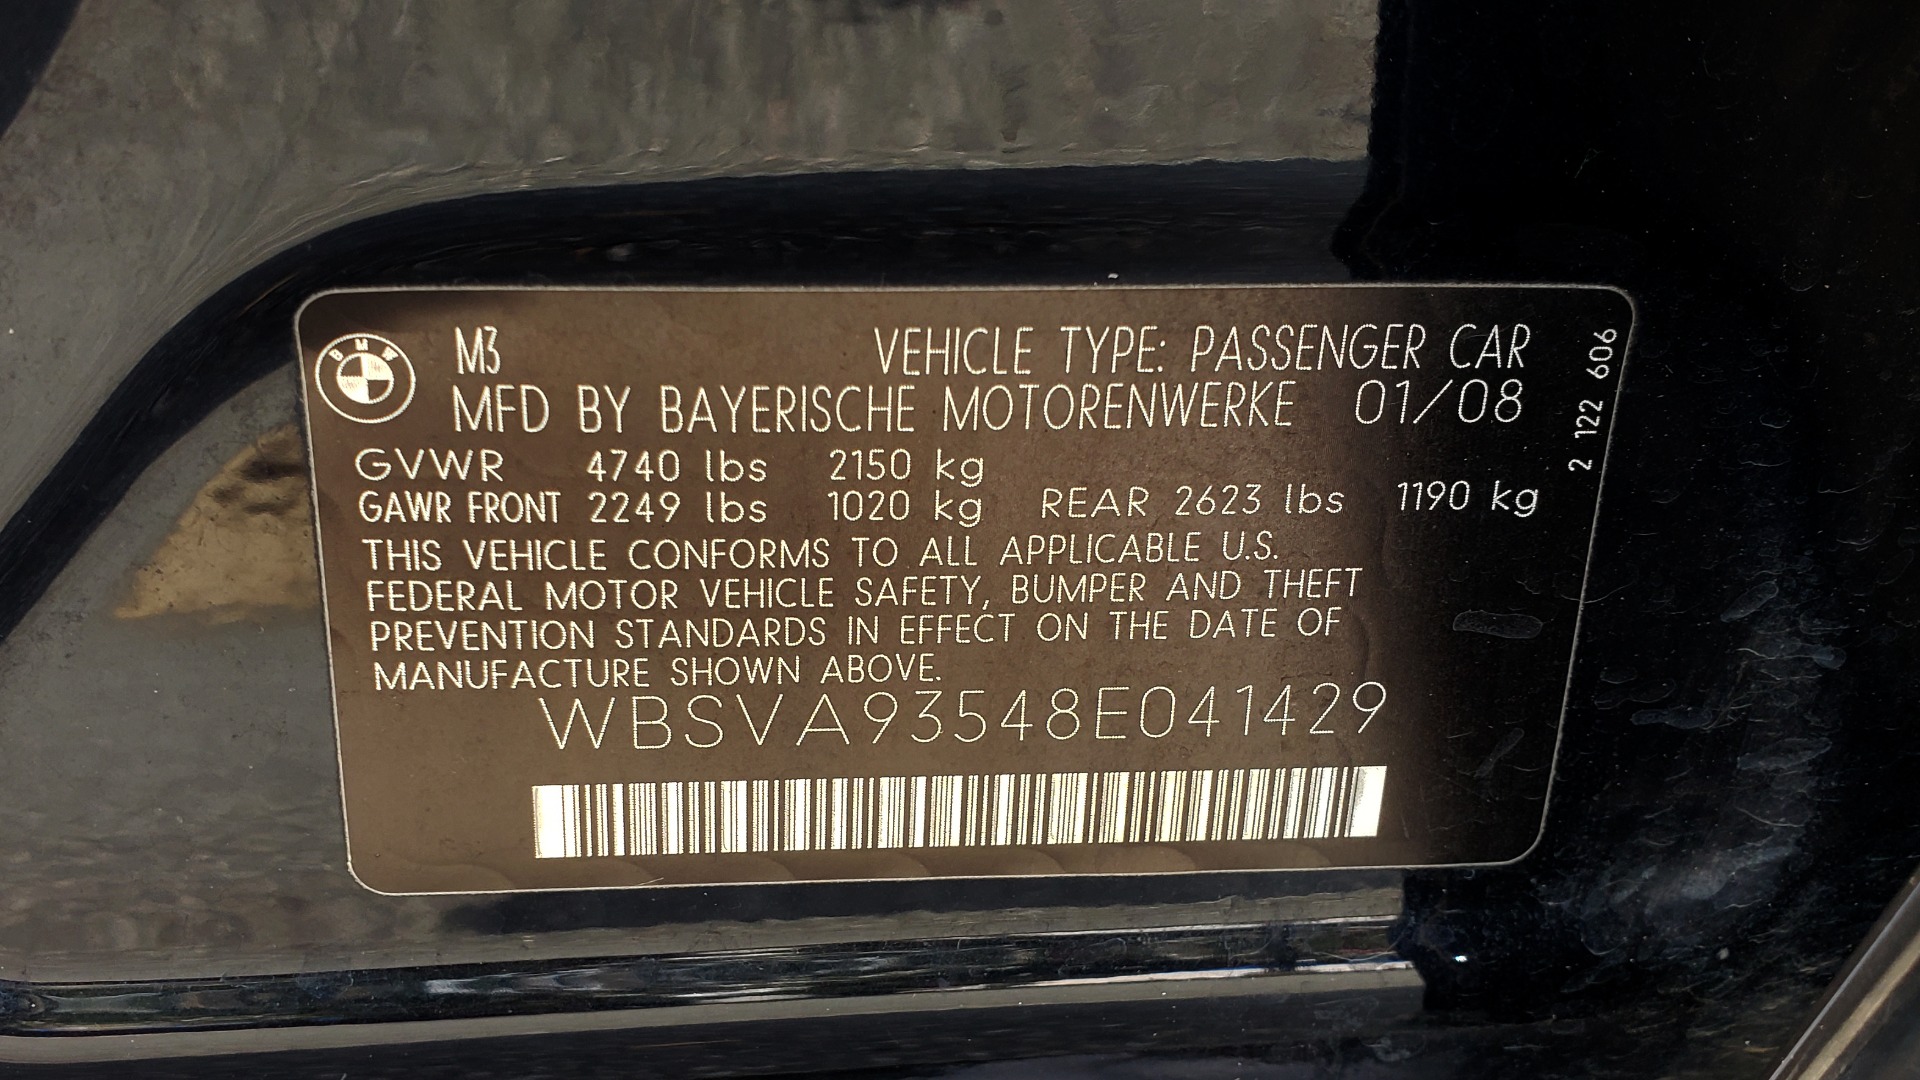 BMW
M3 VEHICLE TYPE: PASSENGER CAR
MFD BY BAYERISCHE MOTORENWERKE 01/08
GVWR 4740 lbs 2150 kg
GAWR FRONT 2249 lbs 1020 kg REAR 2623 lbs 1190 kg
THIS VEHICLE CONFORMS TO ALL APPLICABLE U.S.
FEDERAL MOTOR VEHICLE SAFETY, BUMPER AND THEFT
PREVENTION STANDARDS IN EFFECT ON THE DATE OF
MANUFACTURE SHOWN ABOVE.
WBSVA93548E041429
2 122 606